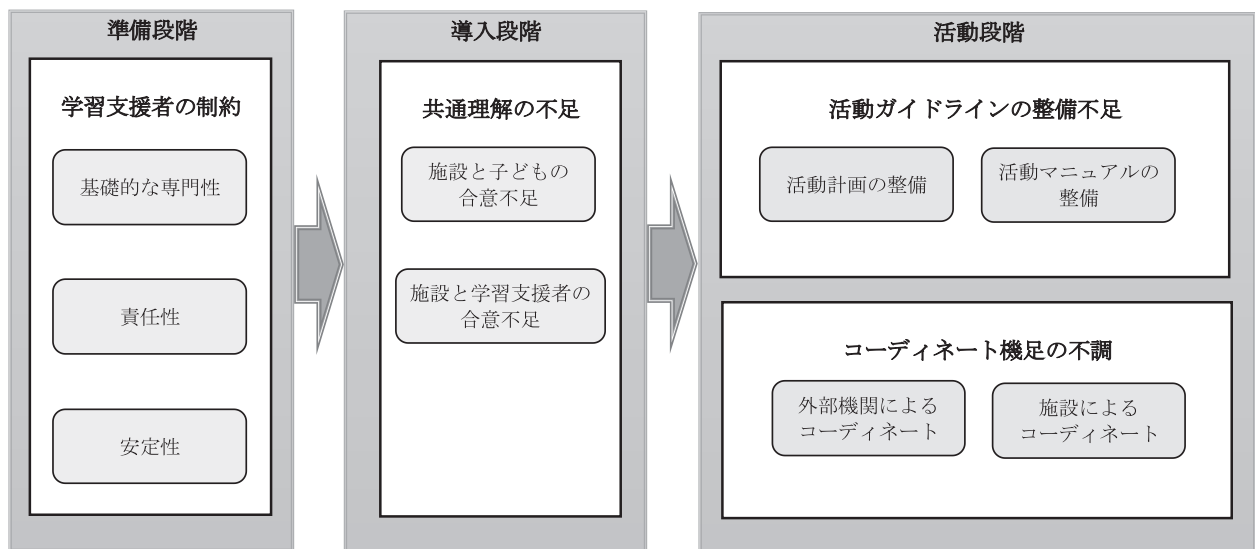 準備段階
学習支援者の制約
基礎的な専門性
責任性
安定性
導入段階
共通理解の不足
施設と子どもの
合意不足
施設と学習支援者の
合意不足
活動段階
活動ガイドラインの整備不足
活動計画の整備
活動マニュアルの
整備
コーディネート機足の不調
外部機関による
コーディネート
施設による
コーディネート